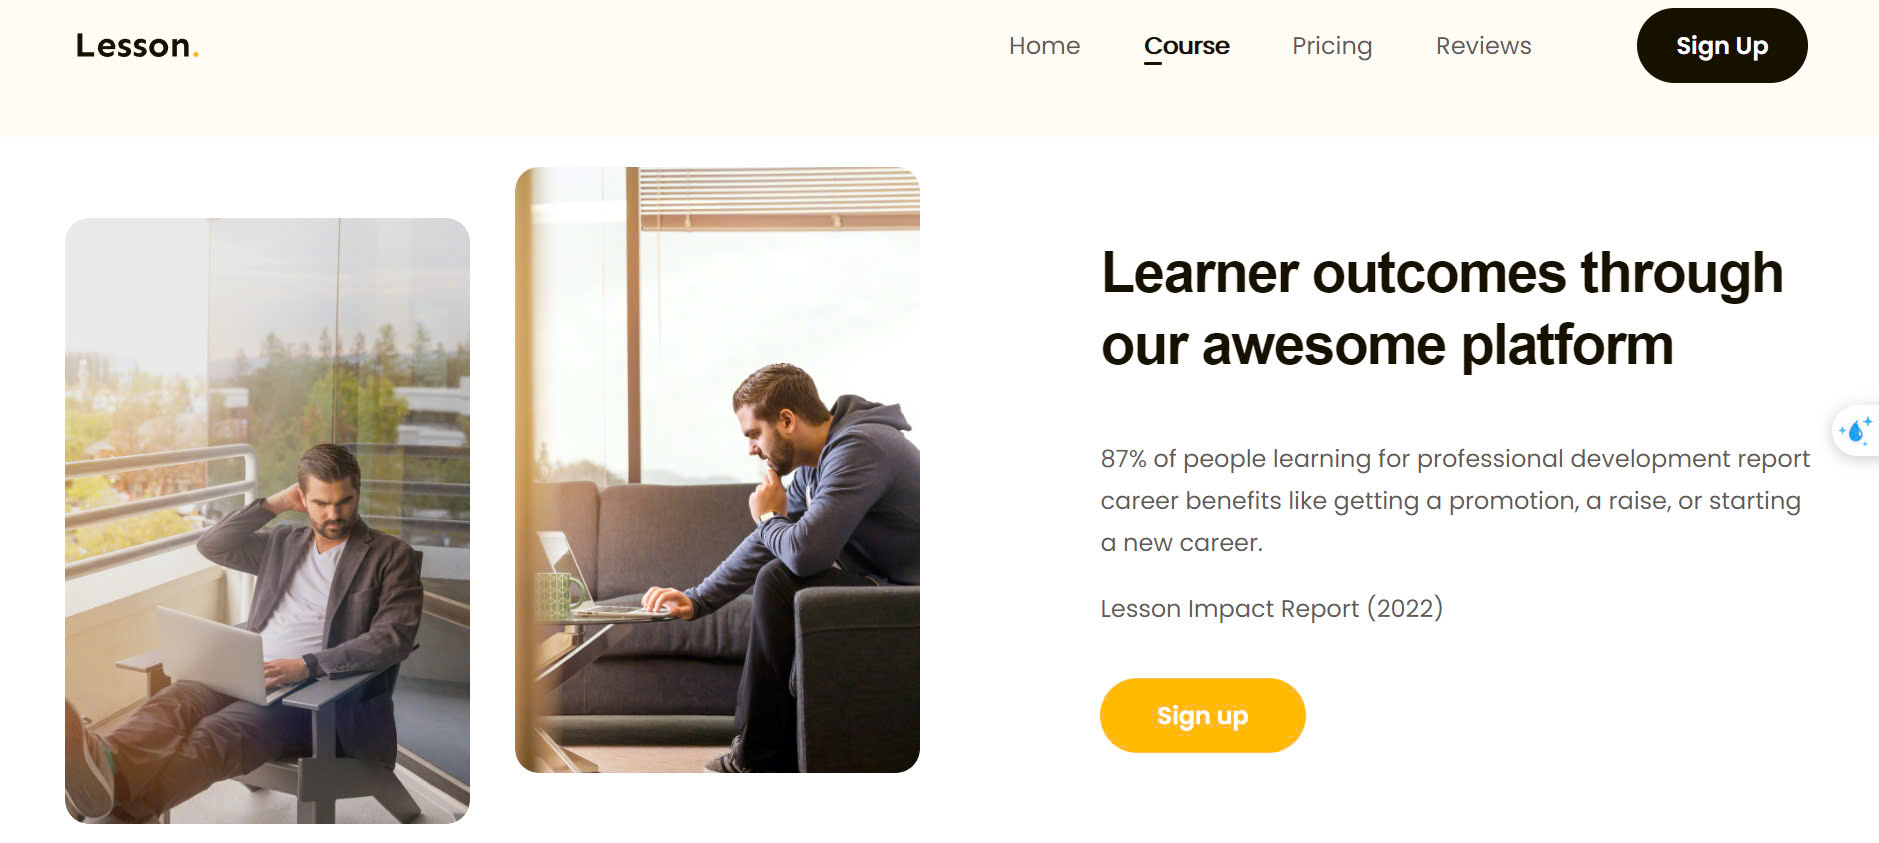 Lesson.
Home
Course
Pricing
Reviews
Sign Up
Learner outcomes through
our awesome platform
87% of people learning for professional development report
career benefits like getting a promotion, a raise, or starting
a new career.
Lesson Impact Report (2022)
Sign up